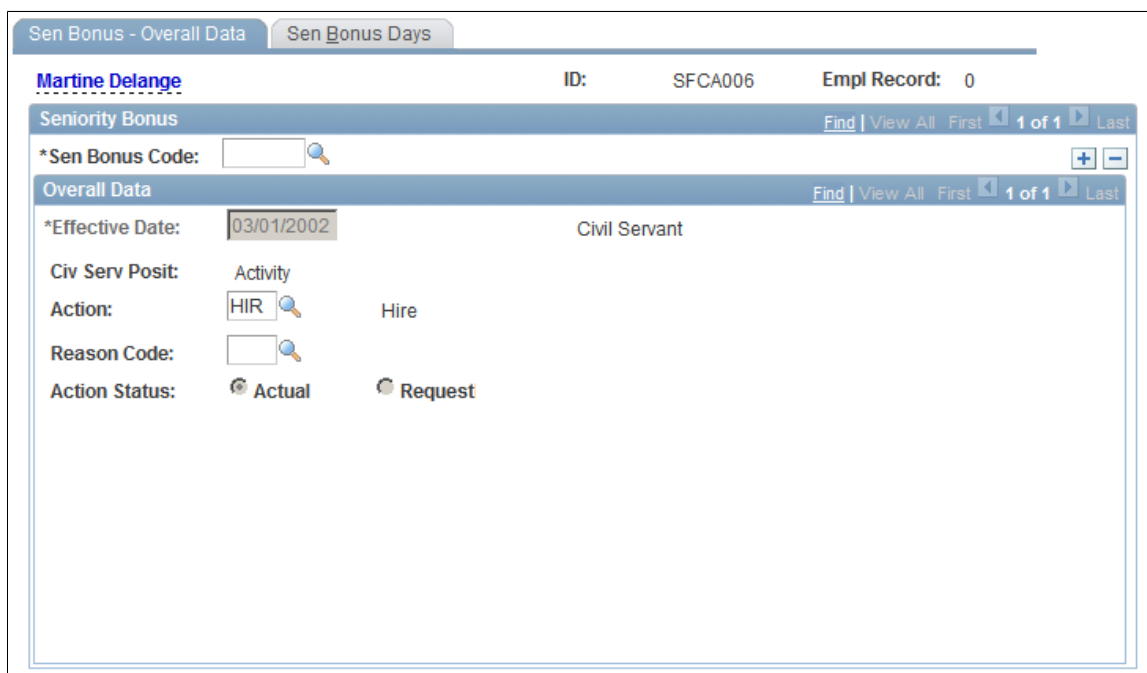 Sen Bonus - Overall Data Sen Bonus Days
Martine Delange ID: SFCA006 Empl Record: 0
Seniority Bonus Find | View All First 1 of 1 Last
*Sen Bonus Code:
Overall Data Find | View All First 1 of 1 Last
*Effective Date: 03/01/2002 Civil Servant
Civ Serv Posit: Activity
Action: HIR Hire
Reason Code:
Action Status: Actual Request